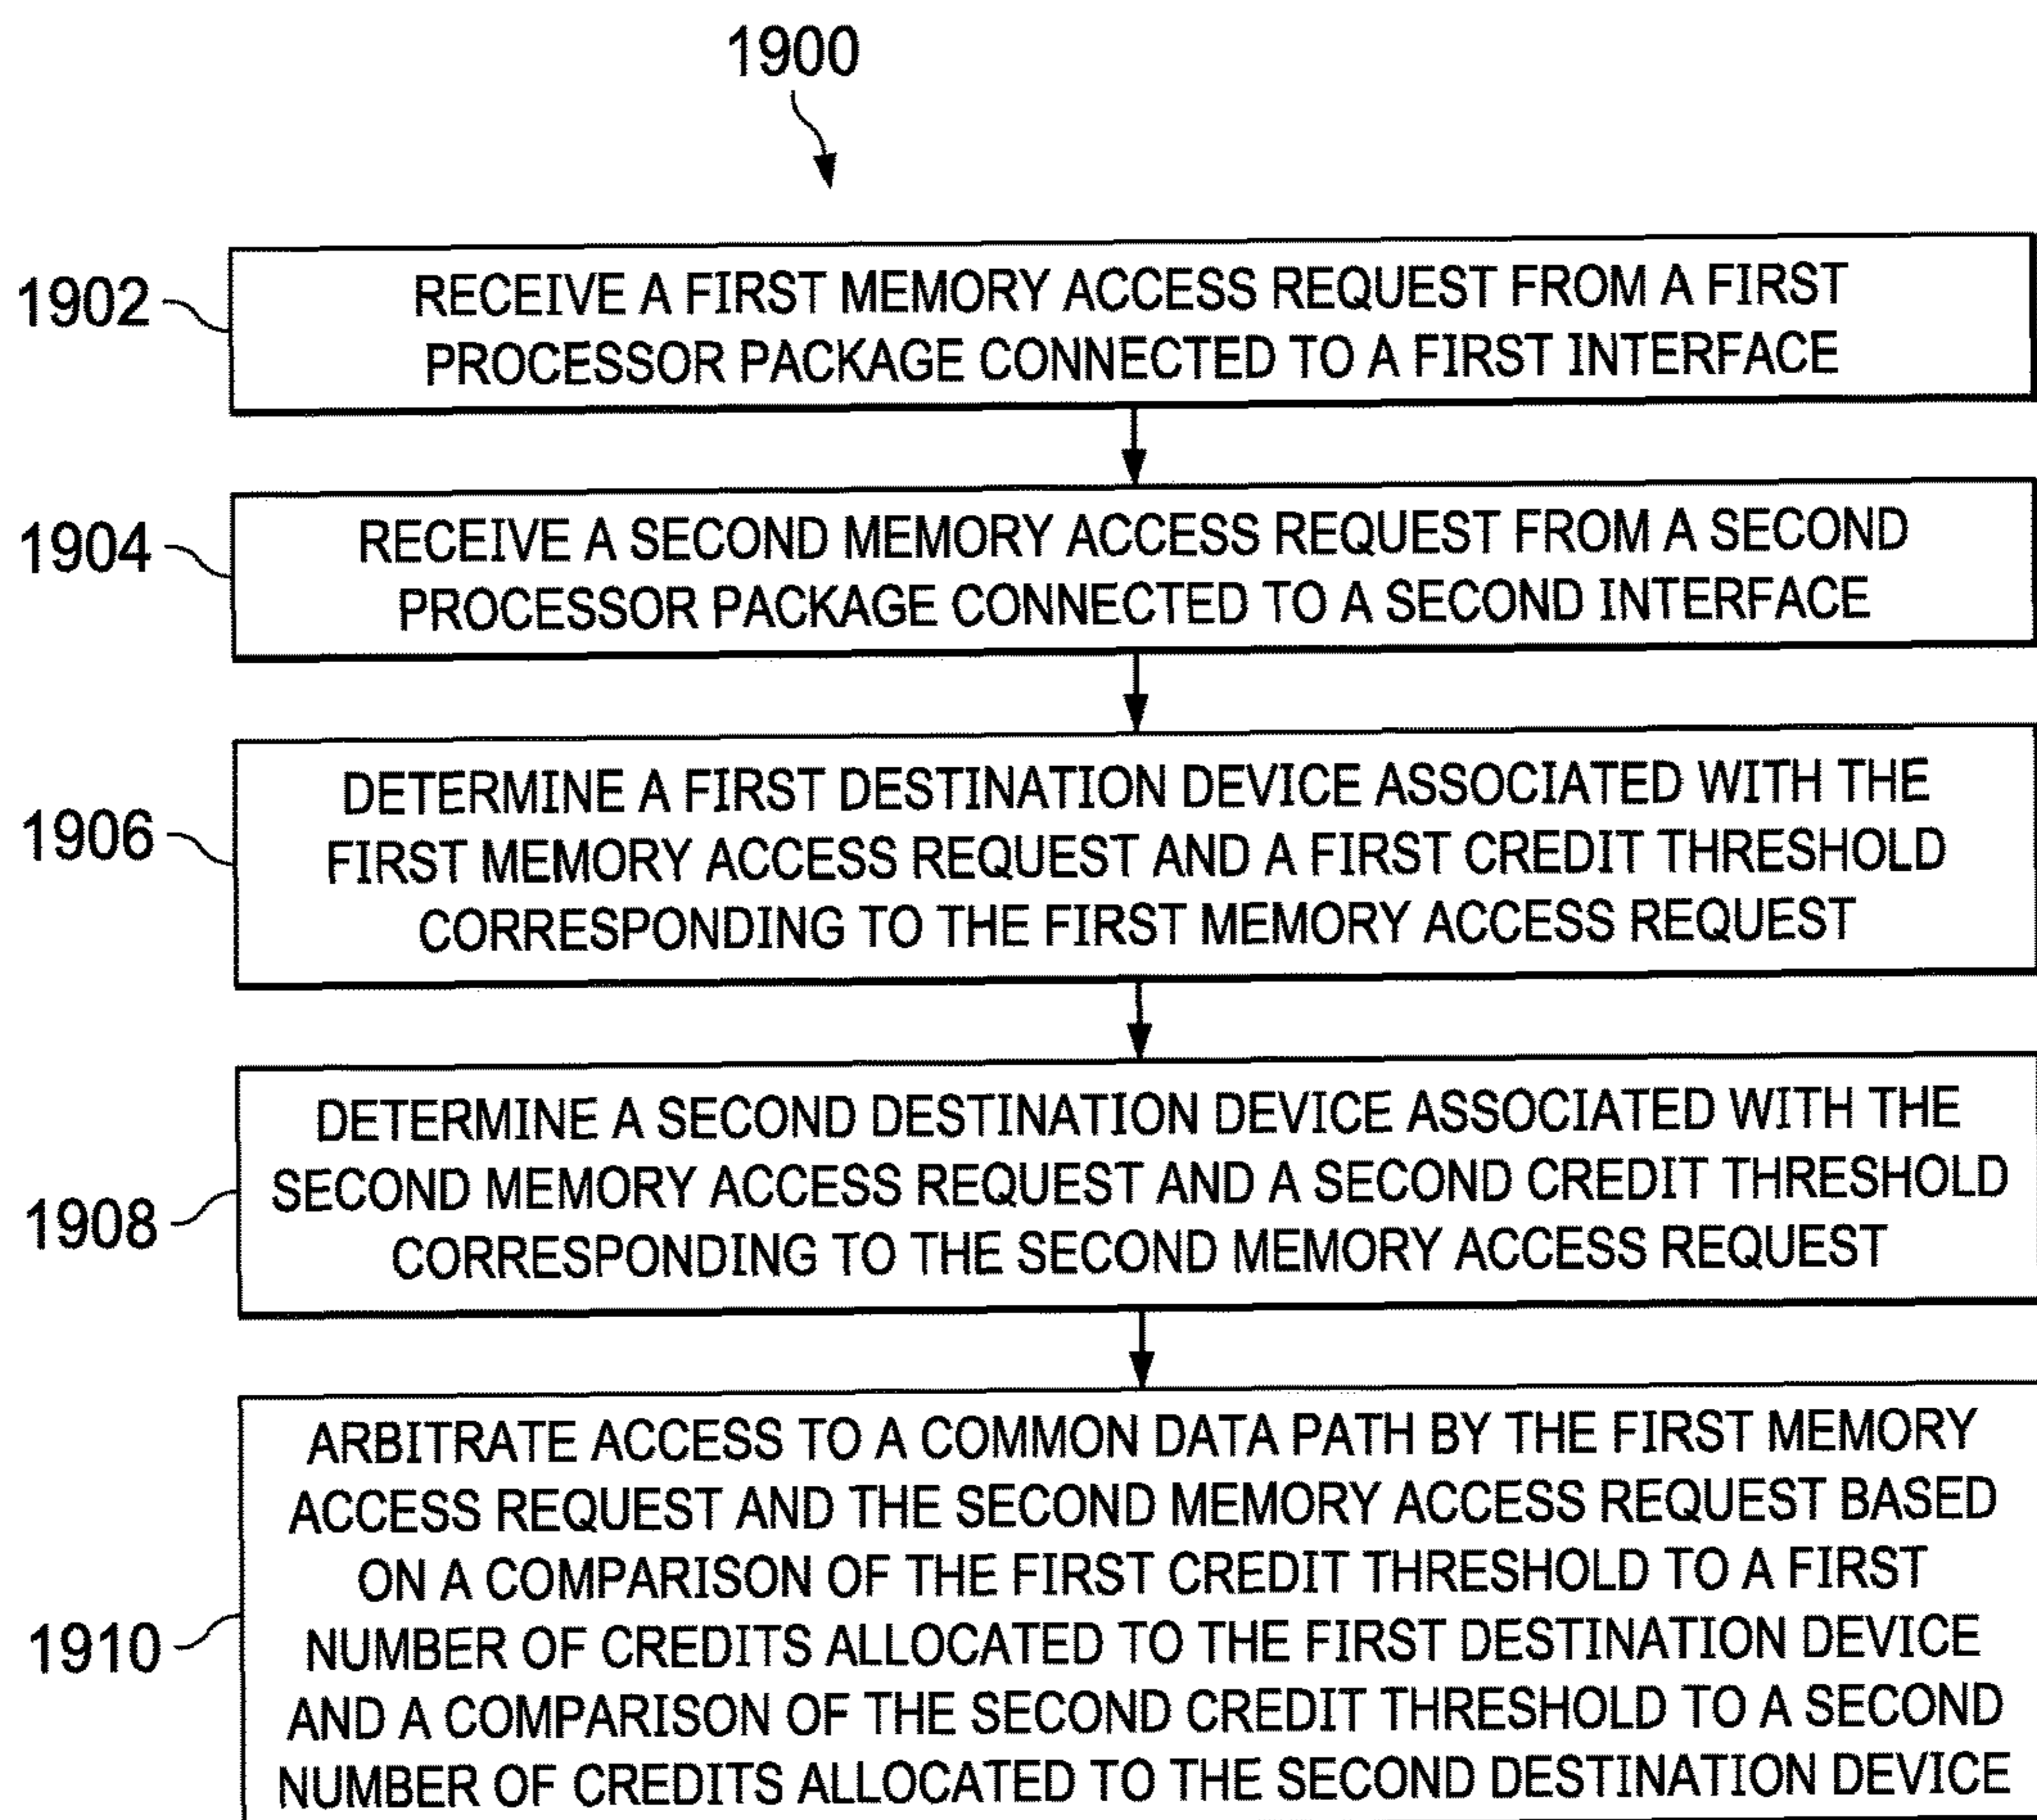 1900
1902
RECEIVE A FIRST MEMORY ACCESS REQUEST FROM A FIRST
PROCESSOR PACKAGE CONNECTED TO A FIRST INTERFACE
1904
RECEIVE A SECOND MEMORY ACCESS REQUEST FROM A SECOND
PROCESSOR PACKAGE CONNECTED TO A SECOND INTERFACE
1906
DETERMINE A FIRST DESTINATION DEVICE ASSOCIATED WITH THE
FIRST MEMORY ACCESS REQUEST AND A FIRST CREDIT THRESHOLD
CORRESPONDING TO THE FIRST MEMORY ACCESS REQUEST
1908
DETERMINE A SECOND DESTINATION DEVICE ASSOCIATED WITH THE
SECOND MEMORY ACCESS REQUEST AND A SECOND CREDIT THRESHOLD
CORRESPONDING TO THE SECOND MEMORY ACCESS REQUEST
1910
ARBITRATE ACCESS TO A COMMON DATA PATH BY THE FIRST MEMORY
ACCESS REQUEST AND THE SECOND MEMORY ACCESS REQUEST BASED
ON A COMPARISON OF THE FIRST CREDIT THRESHOLD TO A FIRST
NUMBER OF CREDITS ALLOCATED TO THE FIRST DESTINATION DEVICE
AND A COMPARISON OF THE SECOND CREDIT THRESHOLD TO A SECOND
NUMBER OF CREDITS ALLOCATED TO THE SECOND DESTINATION DEVICE